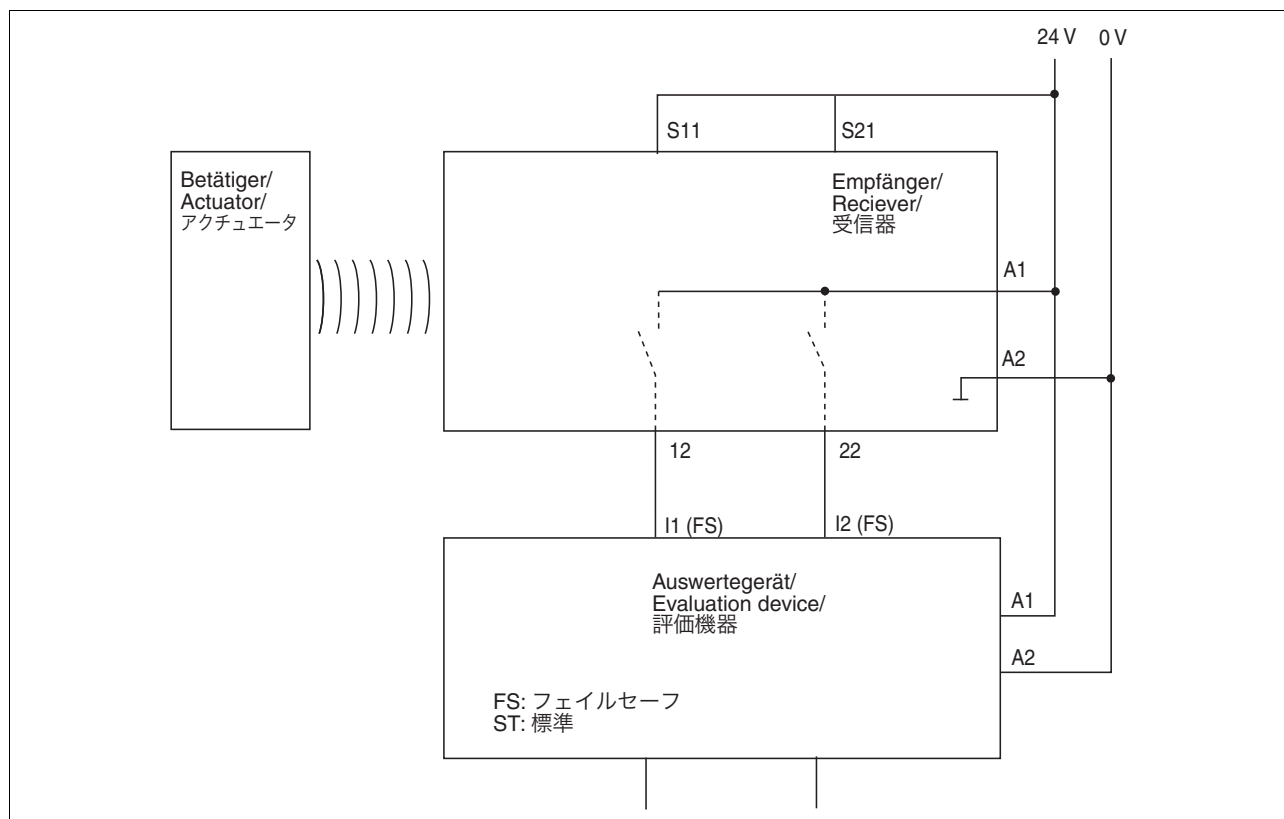 24 V
0 V
S11
S21
Betätiger/
Actuator/
アクチュエータ
Empfänger/
Reciever/
受信器
A1
A2
12
22
I1 (FS)
I2 (FS)
Auswertegerät/
Evaluation device/
評価機器
A1
A2
FS: フェイルセーフ
ST: 標準